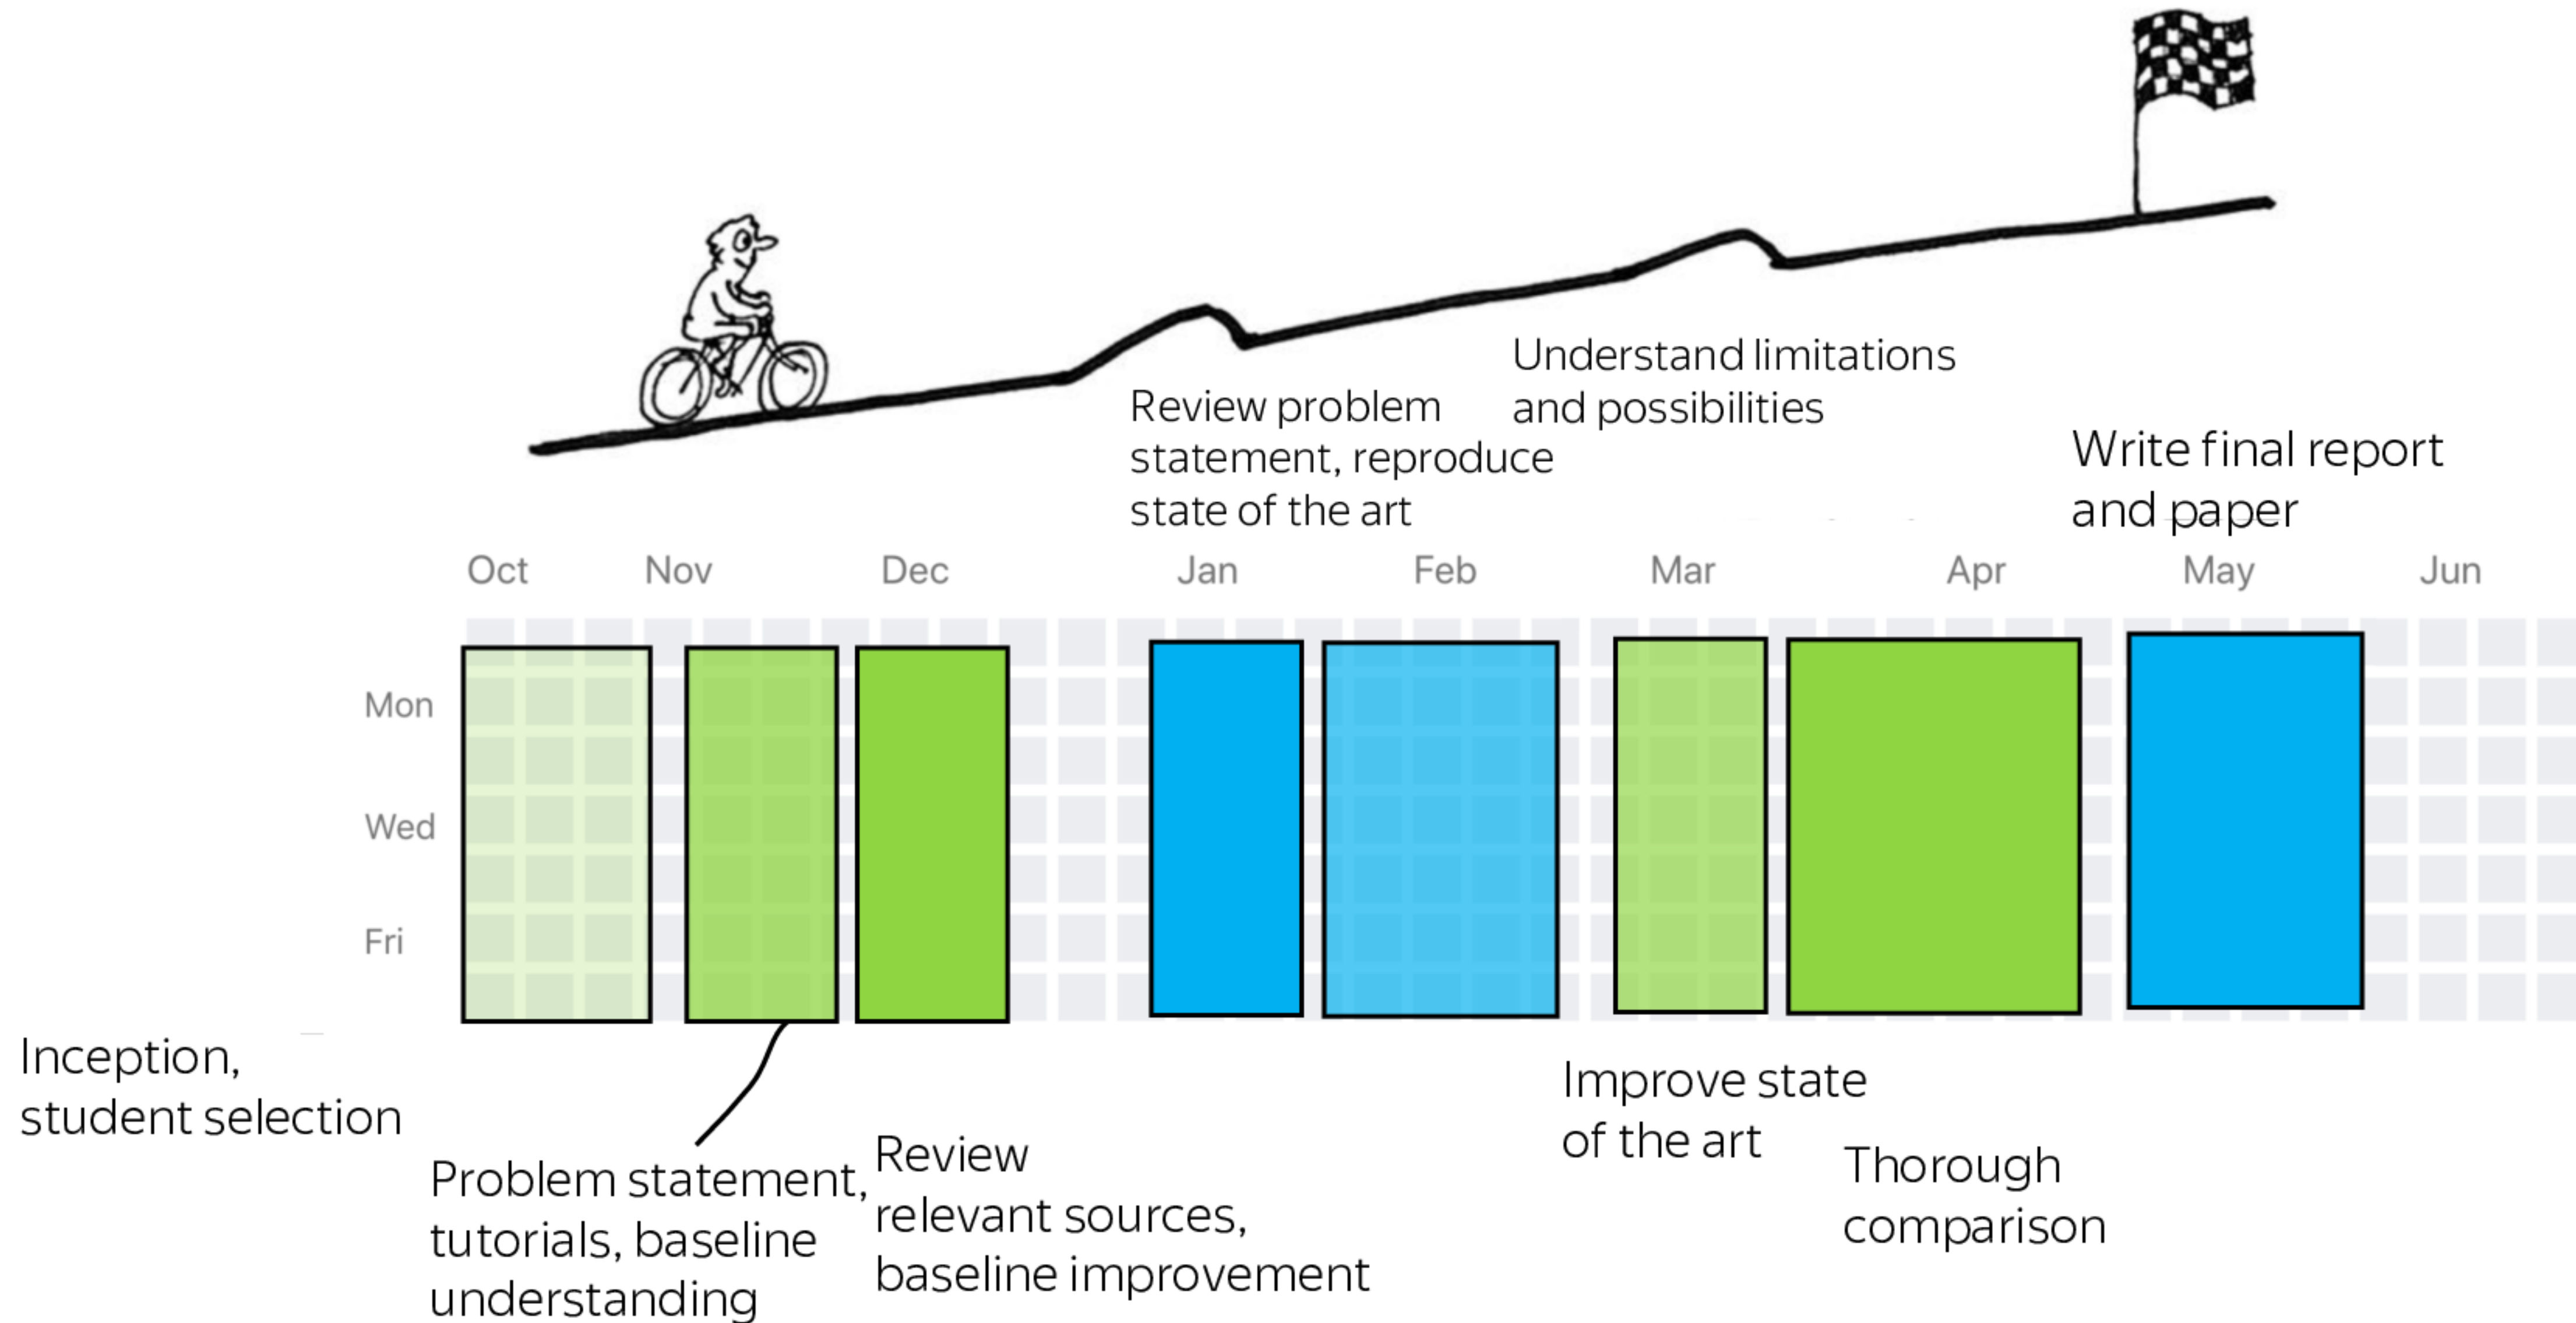 Understand limitations
and possibilities
Review problem
statement, reproduce
state of the art
Write final report
and paper
Oct Nov Dec Jan Feb Mar Apr May Jun
Mon
Wed
Fri
Inception,
student selection
Problem statement,
tutorials, baseline
understanding
Review
relevant sources,
baseline improvement
Improve state
of the art
Thorough
comparison